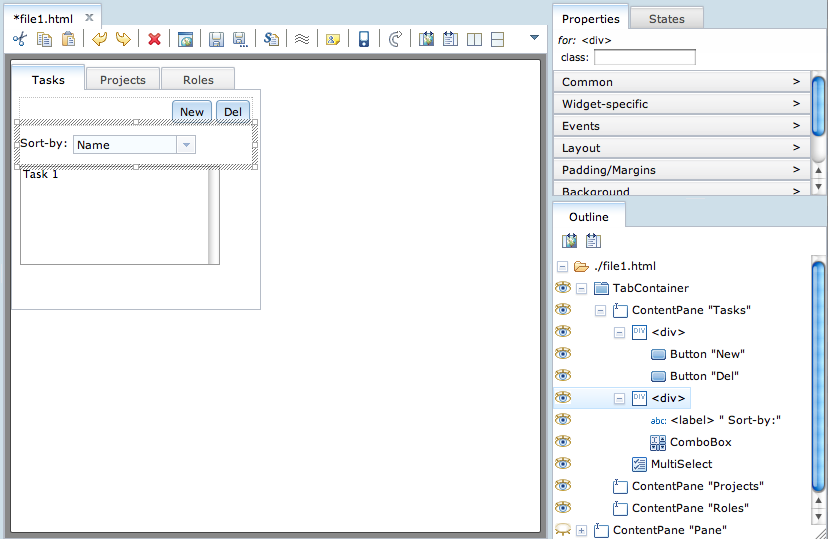 *file1.html
Tasks Projects Roles
New Del
Sort-by: Name
Task 1
Properties States
for: <div>
class:
Common >
Widget-specific >
Events >
Layout >
Padding/Margins >
Background
Outline
./file1.html
TabContainer
ContentPane "Tasks"
DIV <div>
Button "New"
Button "Del"
DIV <div>
abc: <label> " Sort-by:"
ComboBox
MultiSelect
ContentPane "Projects"
ContentPane "Roles"
ContentPane "Pane"